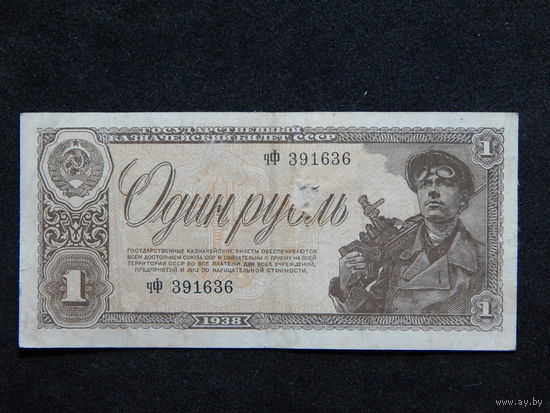 ГОСУДАРСТВЕННЫЙ
КАЗНАЧЕЙСКИЙ БИЛЕТ СССР
1
чФ 391636
Один рубль
ГОСУДАРСТВЕННЫЕ КАЗНАЧЕЙСКИЕ БИЛЕТЫ ОБЕСПЕЧИВАЮТСЯ
ВСЕМ ДОСТОЯНИЕМ СОЮЗА ССР И ОБЯЗАТЕЛЬНЫ К ПРИЕМУ НА ВСЕЙ
ТЕРРИТОРИИ СССР ВО ВСЕ ПЛАТЕЖИ ДЛЯ ВСЕХ УЧРЕЖДЕНИЙ,
ПРЕДПРИЯТИЙ И ЛИЦ ПО НАРИЦАТЕЛЬНОЙ СТОИМОСТИ.
1
чФ 391636
1938
1
www.ay.by